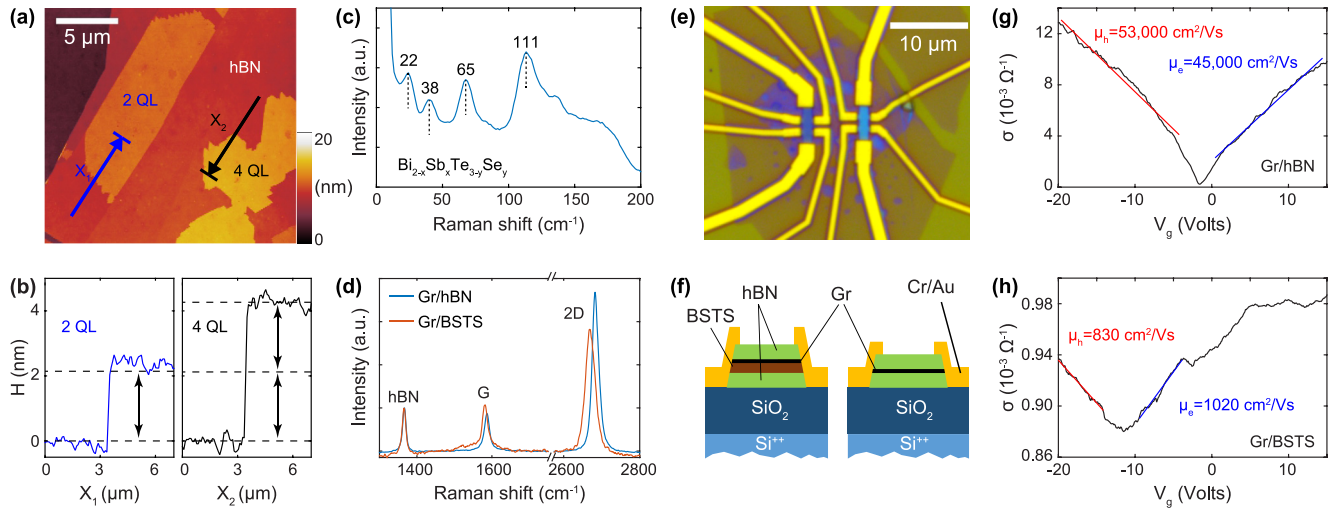 (a)
5 µm
hBN
2 QL
X₂
X₁
4 QL
20
(nm)
0
(b)
2 QL
4 QL
4
2
0
H (nm)
0
3
6
0
3
6
X₁ (µm)
X₂ (µm)
(c)
22
38
65
111
Intensity (a.u.)
Bi₂₋ₓSbₓTe₃₋ᵧSeᵧ
0
50
100
150
200
Raman shift (cm⁻¹)
(d)
Gr/hBN
Gr/BSTS
2D
hBN
G
Intensity (a.u.)
1400
1600
2600
2800
Raman shift (cm⁻¹)
(e)
10 µm
(f)
hBN
Gr
Cr/Au
BSTS
SiO₂
SiO₂
Si⁺⁺
Si⁺⁺
(g)
µₕ=53,000 cm²/Vs
µₑ=45,000 cm²/Vs
12
8
4
0
σ (10⁻³ Ω⁻¹)
Gr/hBN
-20
-10
0
10
V_g (Volts)
(h)
µₕ=830 cm²/Vs
µₑ=1020 cm²/Vs
0.98
0.94
0.90
0.86
σ (10⁻³ Ω⁻¹)
Gr/BSTS
-20
-10
0
10
V_g (Volts)